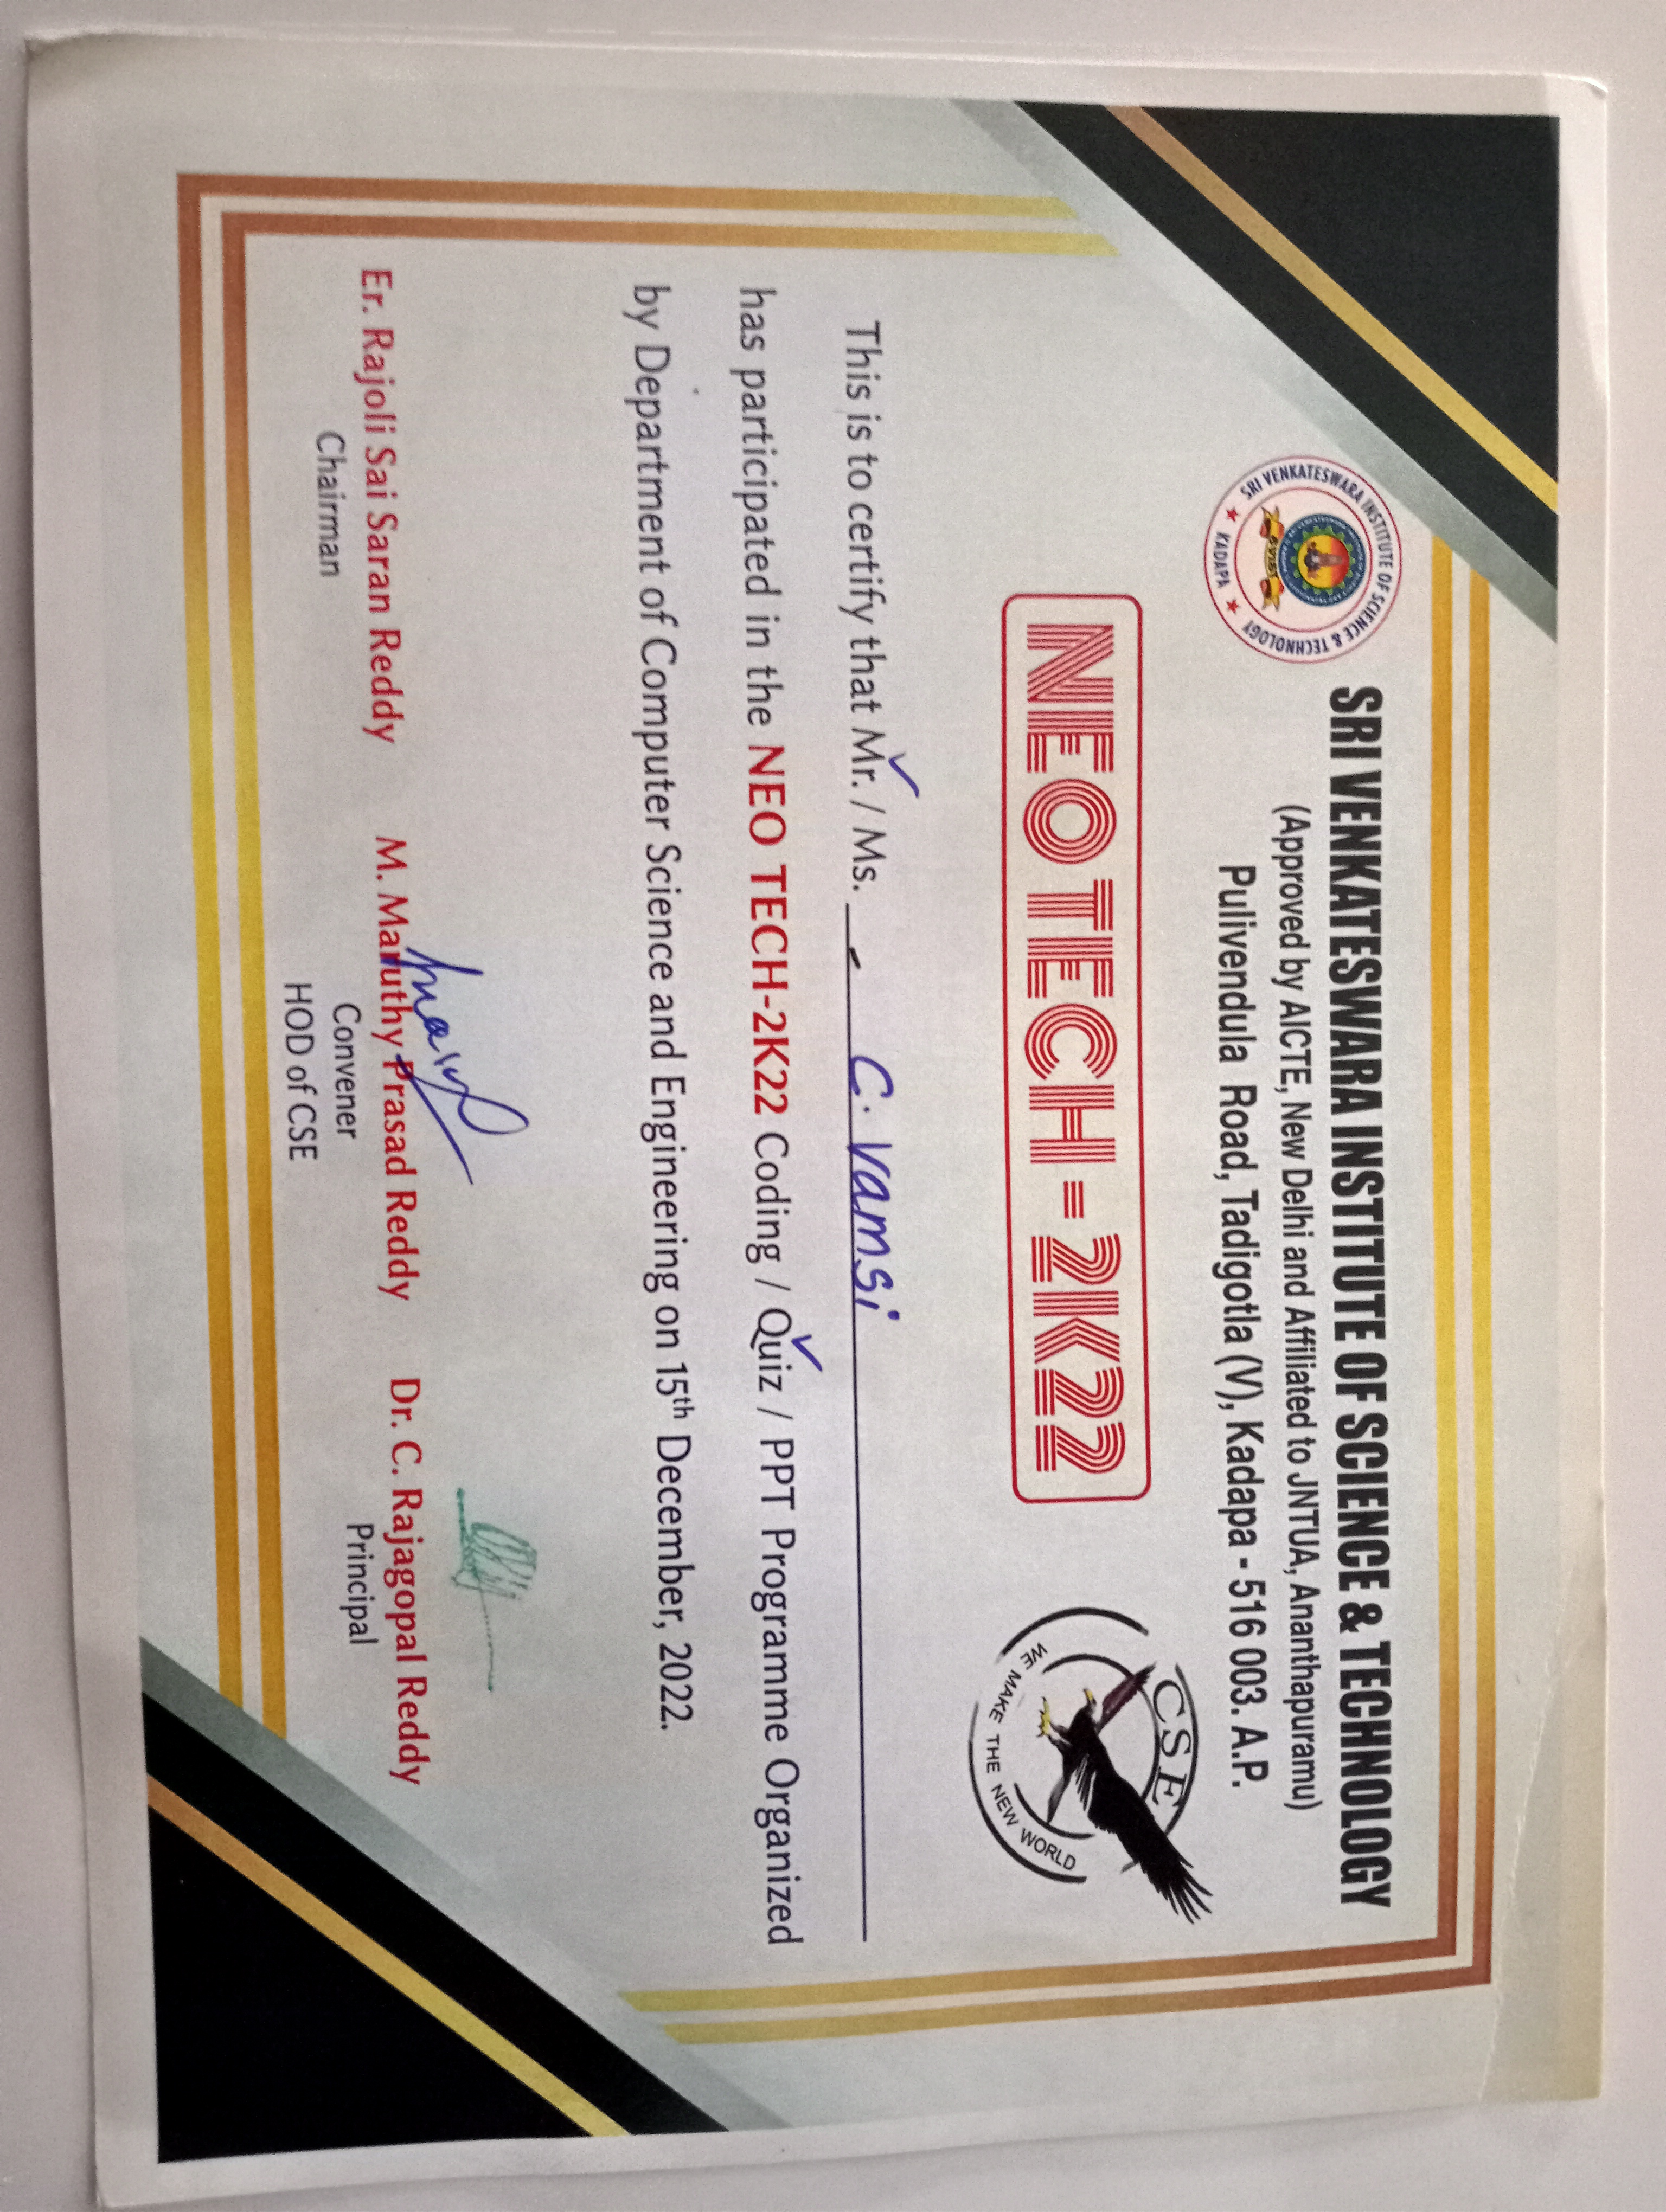 SRI VENKATESWARA INSTITUTE OF SCIENCE & TECHNOLOGY
★ KADAPA ★
S.V.I.S.T
SRI VENKATESWARA INSTITUTE OF SCIENCE & TECHNOLOGY
(Approved by AICTE, New Delhi and Affiliated to JNTUA, Ananthapuramu)
Pulivendula Road, Tadigotla (V), Kadapa - 516 003. A.P.
NEO TECH - 2K22
CSE
WE MAKE THE NEW WORLD
This is to certify that Mr. / Ms. C. Vamsi
has participated in the NEO TECH-2K22 Coding / Quiz / PPT Programme Organized
by Department of Computer Science and Engineering on 15th December, 2022.
Er. Rajoli Sai Saran Reddy
Chairman
M. Maruthy Prasad Reddy
Convener
HOD of CSE
Dr. C. Rajagopal Reddy
Principal